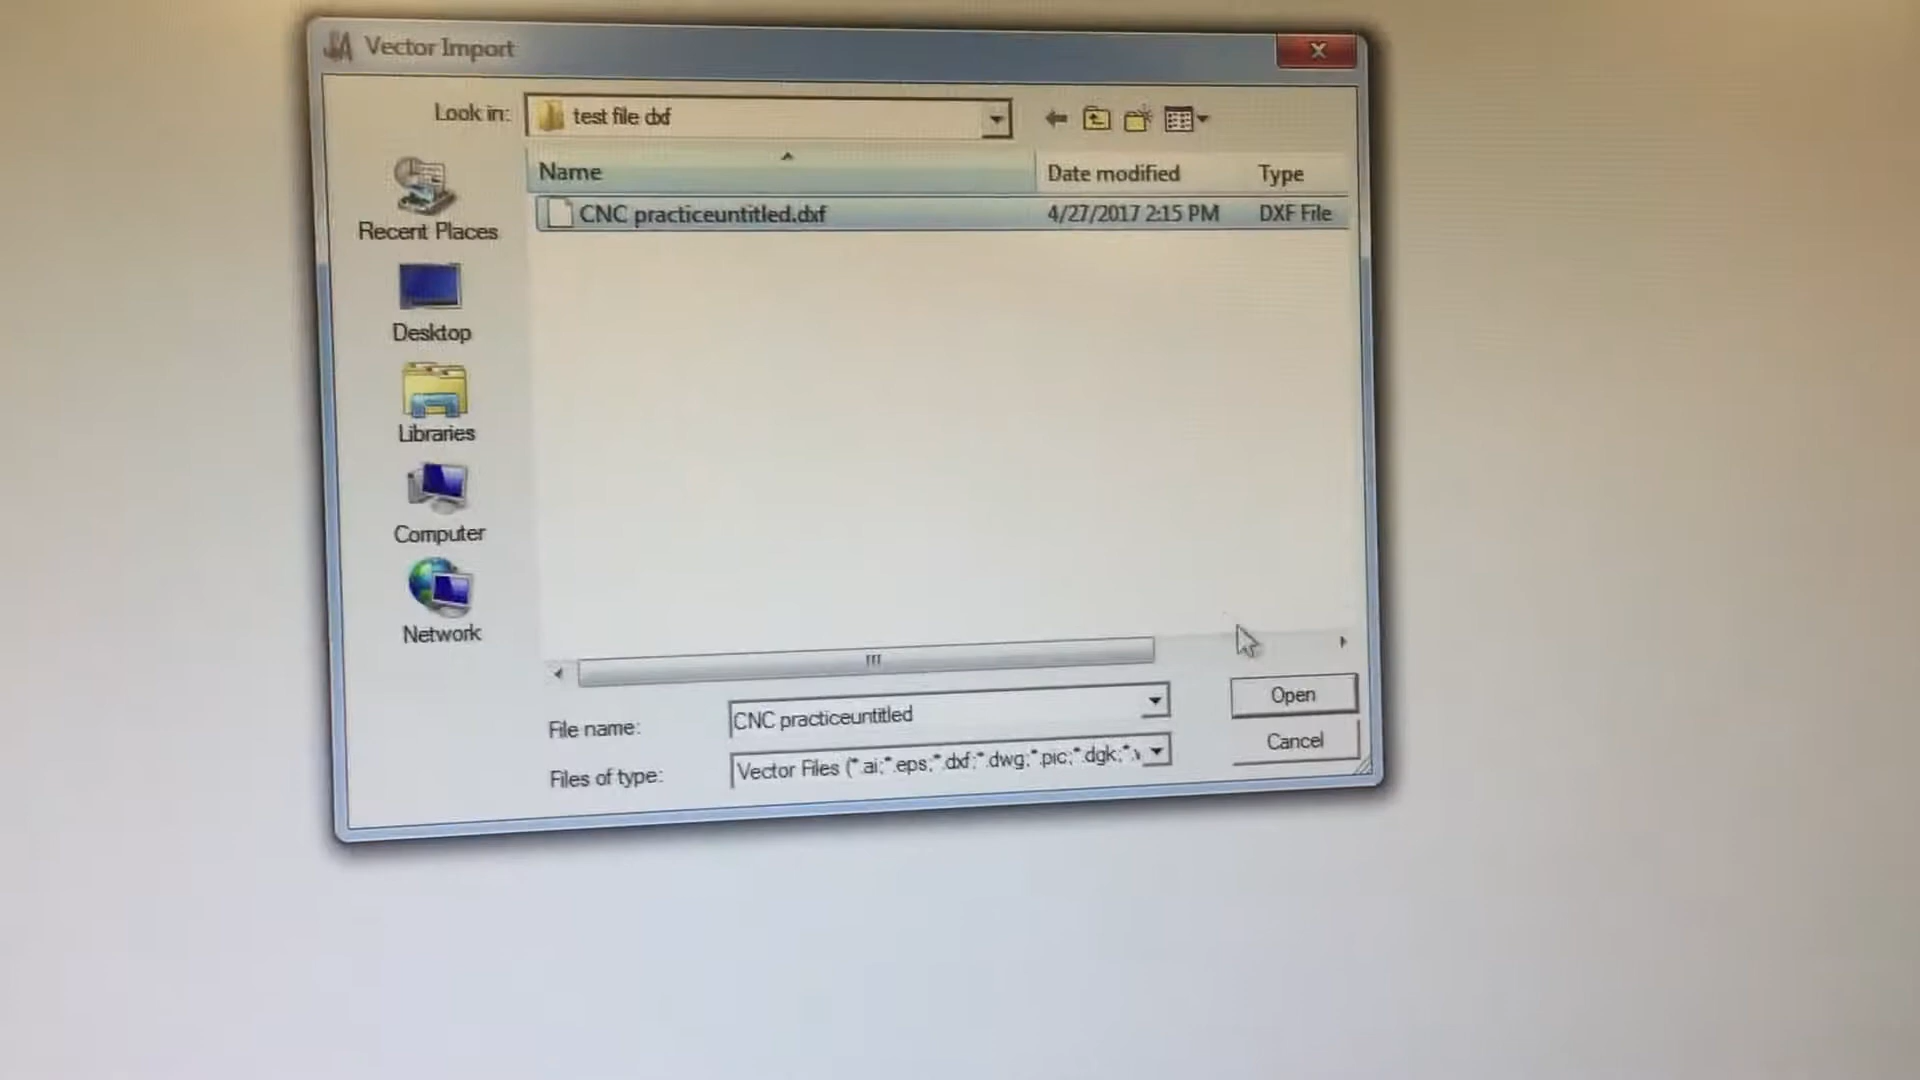 Vector Import
Look in: test file dxf
Name Date modified Type
CNC practiceuntitled.dxf 4/27/2017 2:15 PM DXF File
Recent Places
Desktop
Libraries
Computer
Network
File name: CNC practiceuntitled
Open
Files of type: Vector Files (*.ai;*.eps;*.dxf;*.dwg;*.pic;*.dgk;*.v
Cancel